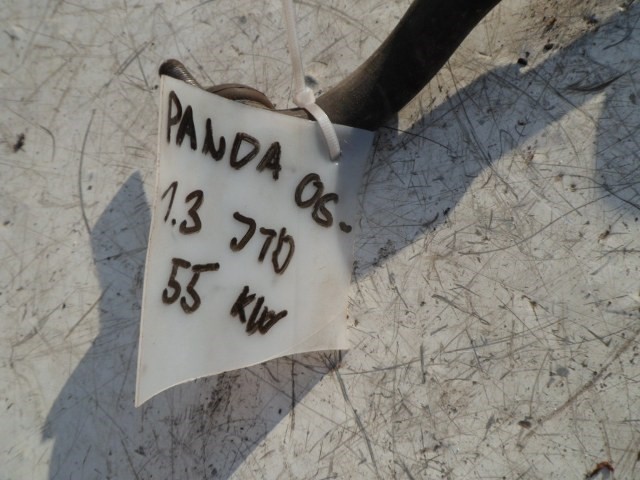 PANDA 06-
1.3 JTD
55 KW